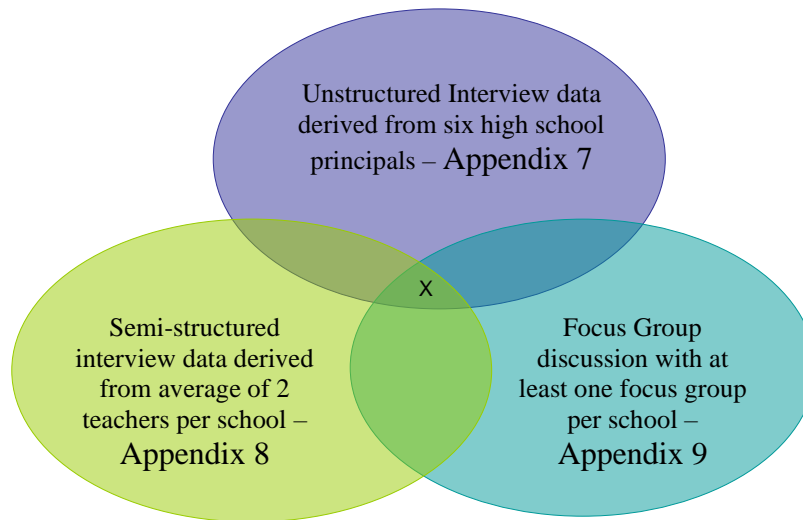 Unstructured Interview data
derived from six high school
principals – Appendix 7
X
Semi-structured
interview data derived
from average of 2
teachers per school –
Appendix 8
Focus Group
discussion with at
least one focus group
per school –
Appendix 9